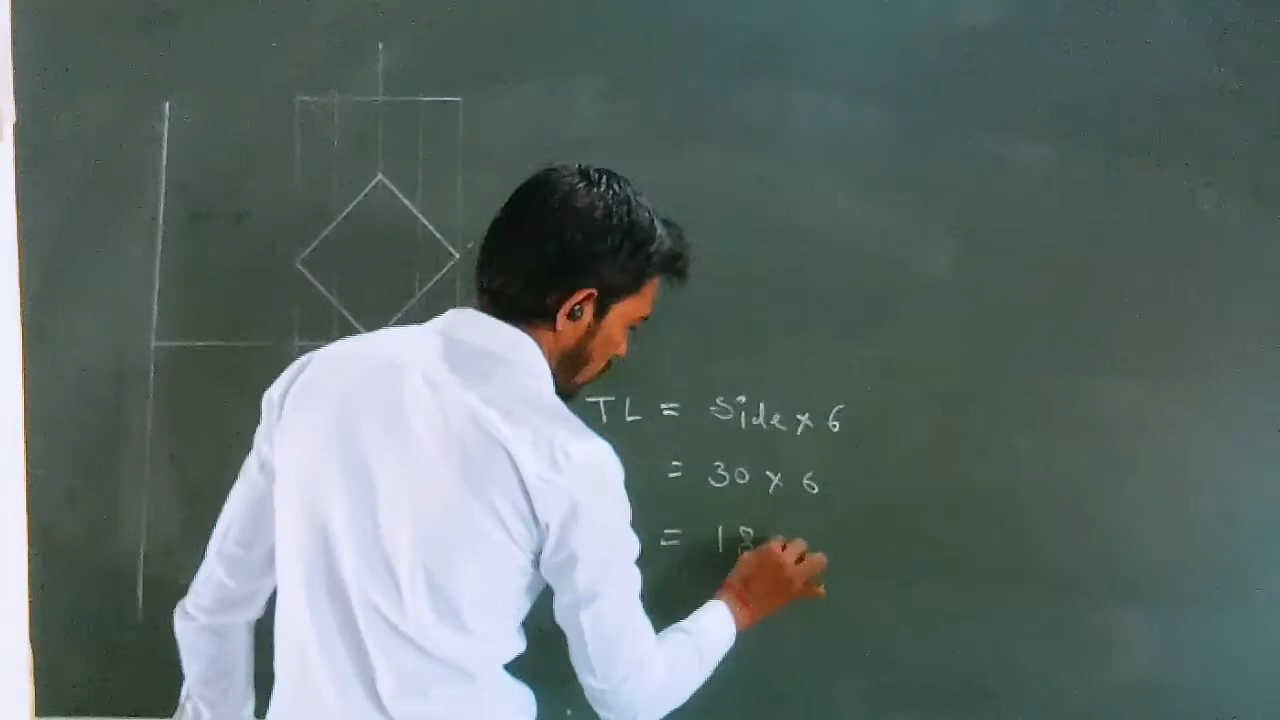 TL = Side × 6
= 30 × 6
= 18